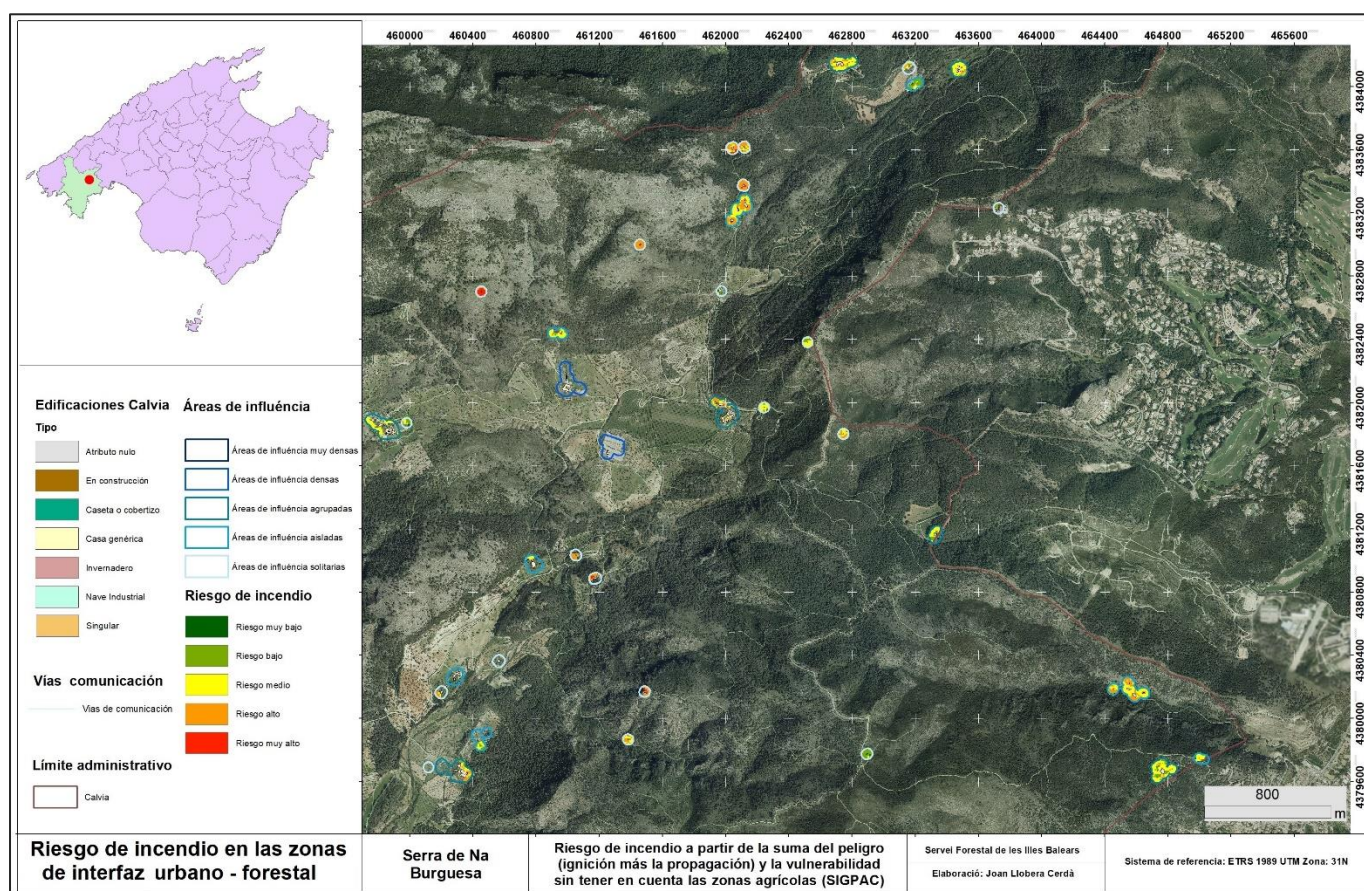 460000 460400 460800 461200 461600 462000 462400 462800 463200 463600 464000 464400 464800 465200 465600
4384000
4383600
4383200
4382800
4382400
4382000
4381600
4381200
4380800
4380400
4380000
4379600
Edificaciones Calvia
Tipo
Atributo nulo
En construcción
Caseta o cobertizo
Casa genérica
Invernadero
Nave Industrial
Singular
Vías comunicación
Vias de comunicación
Límite administrativo
Calvia
Áreas de influéncia
Áreas de influéncia muy densas
Áreas de influéncia densas
Áreas de influéncia agrupadas
Áreas de influéncia aisladas
Áreas de influéncia solitarias
Riesgo de incendio
Riesgo muy bajo
Riesgo bajo
Riesgo medio
Riesgo alto
Riesgo muy alto
800
m
Riesgo de incendio en las zonas
de interfaz urbano - forestal
Serra de Na
Burguesa
Riesgo de incendio a partir de la suma del peligro
(ignición más la propagación) y la vulnerabilidad
sin tener en cuenta las zonas agrícolas (SIGPAC)
Servei Forestal de les Illes Balears
Elaboració: Joan Llobera Cerdà
Sistema de referencia: ETRS 1989 UTM Zona: 31N